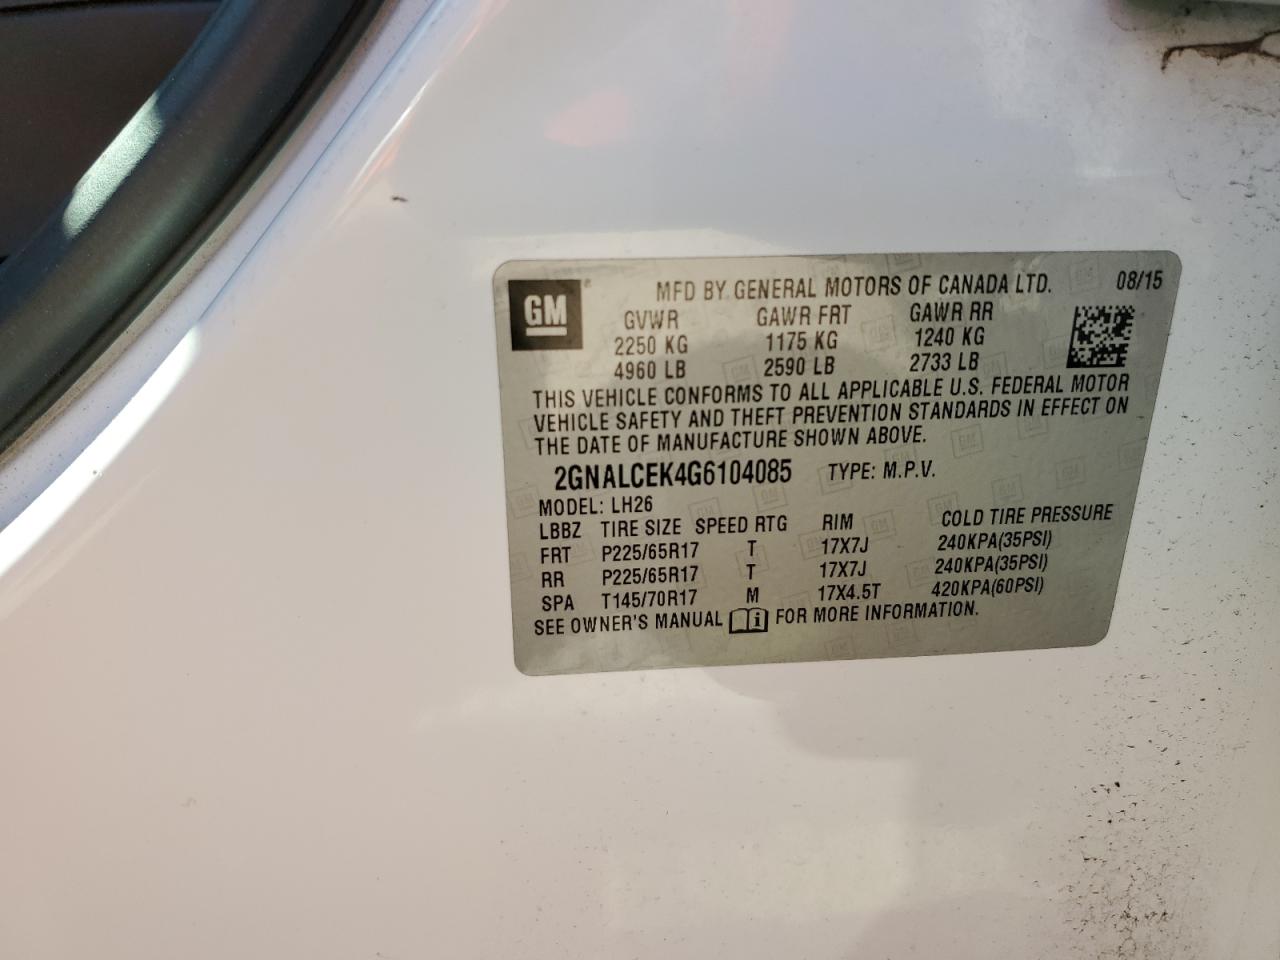 GM
MFD BY GENERAL MOTORS OF CANADA LTD. 08/15
GVWR GAWR FRT GAWR RR
2250 KG 1175 KG 1240 KG
4960 LB 2590 LB 2733 LB
THIS VEHICLE CONFORMS TO ALL APPLICABLE U.S. FEDERAL MOTOR
VEHICLE SAFETY AND THEFT PREVENTION STANDARDS IN EFFECT ON
THE DATE OF MANUFACTURE SHOWN ABOVE.
2GNALCEK4G6104085 TYPE: M.P.V.
MODEL: LH26
LBBZ TIRE SIZE SPEED RTG RIM COLD TIRE PRESSURE
FRT P225/65R17 T 17X7J 240KPA(35PSI)
RR P225/65R17 T 17X7J 240KPA(35PSI)
SPA T145/70R17 M 17X4.5T 420KPA(60PSI)
SEE OWNER'S MANUAL i FOR MORE INFORMATION.